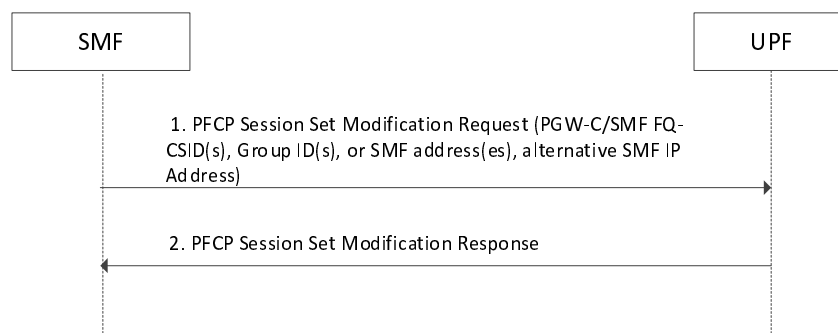 SMF
UPF
1. PFCP Session Set Modification Request (PGW-C/SMF FQ-
CSID(s), Group ID(s), or SMF address(es), alternative SMF IP
Address)
2. PFCP Session Set Modification Response